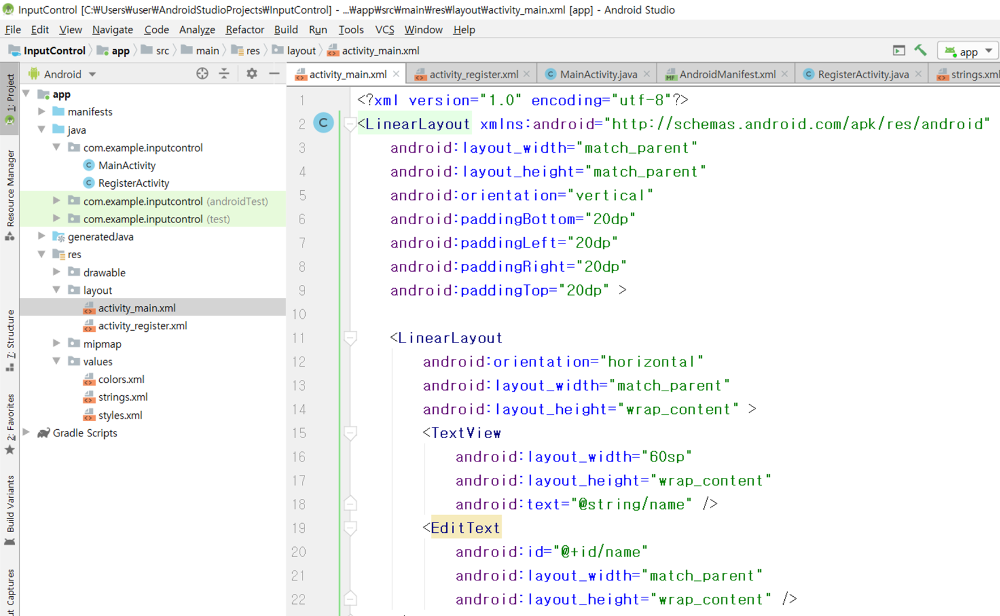 InputControl [C:₩Users₩user₩AndroidStudioProjects₩InputControl] - ...₩app₩src₩main₩res₩layout₩activity_main.xml [app] - Android Studio
File Edit View Navigate Code Analyze Refactor Build Run Tools VCS Window Help
InputControl app src main res layout activity_main.xml app
Android
activity_main.xml activity_register.xml MainActivity.java AndroidManifest.xml RegisterActivity.java strings.xml
1: Project
Resource Manager
7: Structure
2: Favorites
Build Variants
ut Captures
app
manifests
java
com.example.inputcontrol
MainActivity
RegisterActivity
com.example.inputcontrol (androidTest)
com.example.inputcontrol (test)
generatedJava
res
drawable
layout
activity_main.xml
activity_register.xml
mipmap
values
colors.xml
strings.xml
styles.xml
Gradle Scripts
1 <?xml version="1.0" encoding="utf-8"?>
2 C <LinearLayout xmlns:android="http://schemas.android.com/apk/res/android"
3 android:layout_width="match_parent"
4 android:layout_height="match_parent"
5 android:orientation="vertical"
6 android:paddingBottom="20dp"
7 android:paddingLeft="20dp"
8 android:paddingRight="20dp"
9 android:paddingTop="20dp" >
10
11 <LinearLayout
12 android:orientation="horizontal"
13 android:layout_width="match_parent"
14 android:layout_height="wrap_content" >
15 <TextView
16 android:layout_width="60sp"
17 android:layout_height="wrap_content"
18 android:text="@string/name" />
19 <EditText
20 android:id="@+id/name"
21 android:layout_width="match_parent"
22 android:layout_height="wrap_content" />